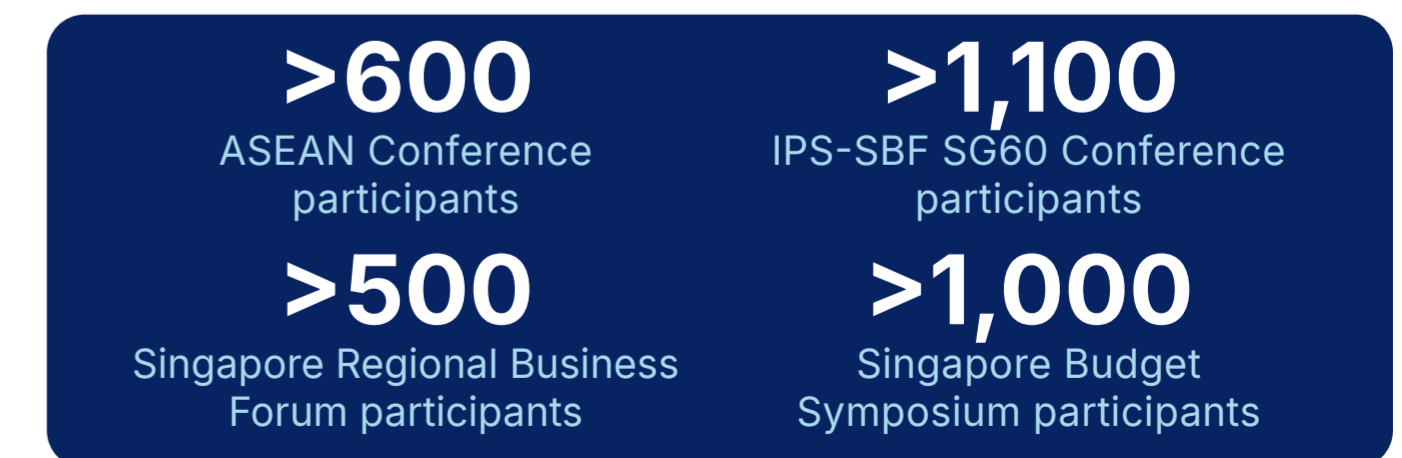 >600
ASEAN Conference
participants
>1,100
IPS-SBF SG60 Conference
participants
>500
Singapore Regional Business
Forum participants
>1,000
Singapore Budget
Symposium participants